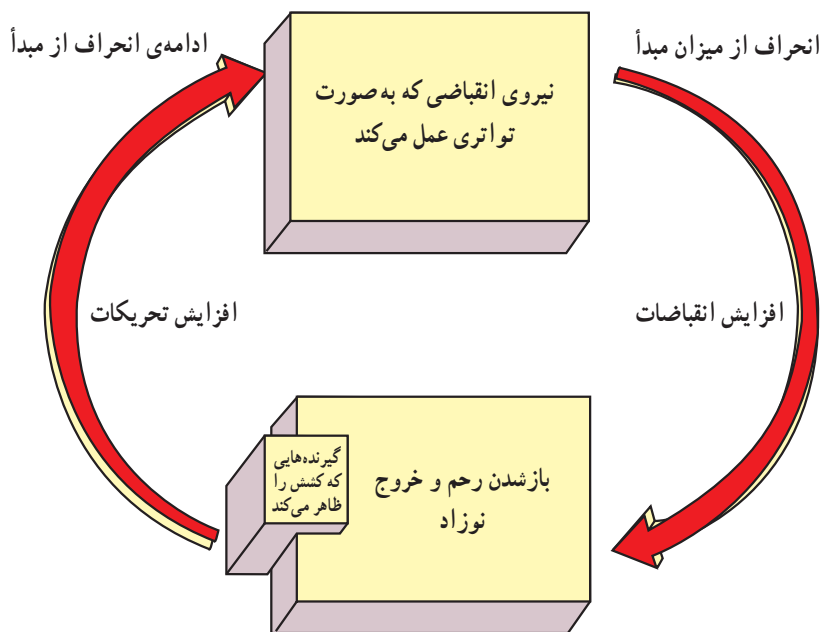 انحراف از میزان مبدأ
ادامه‌ی انحراف از مبدأ
نیروی انقباضی که به‌صورت
تواتری عمل می‌کند
افزایش انقباضات
افزایش تحریکات
بازشدن رحم و خروج
نوزاد
گیرنده‌هایی
که کشش را
ظاهر می‌کند